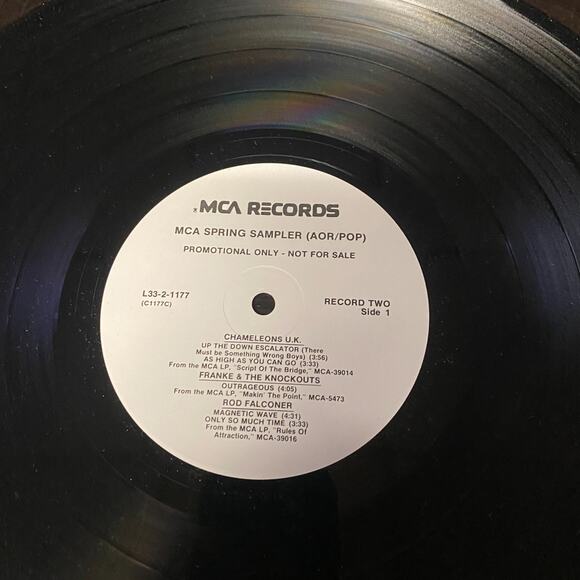 MCA RECORDS
MCA SPRING SAMPLER (AOR/POP)
PROMOTIONAL ONLY - NOT FOR SALE
L33-2-1177
(C1177C)
RECORD TWO
Side 1
CHAMELEONS U.K.
UP THE DOWN ESCALATOR (There
Must be Something Wrong Boys) (3:56)
AS HIGH AS YOU CAN GO (3:33)
From the MCA LP, "Script Of The Bridge," MCA-39014
FRANKE & THE KNOCKOUTS
OUTRAGEOUS (4:05)
From the MCA LP, "Makin' The Point," MCA-5473
ROD FALCONER
MAGNETIC WAVE (4:31)
ONLY SO MUCH TIME (3:33)
From the MCA LP, "Rules Of
Attraction," MCA-39016